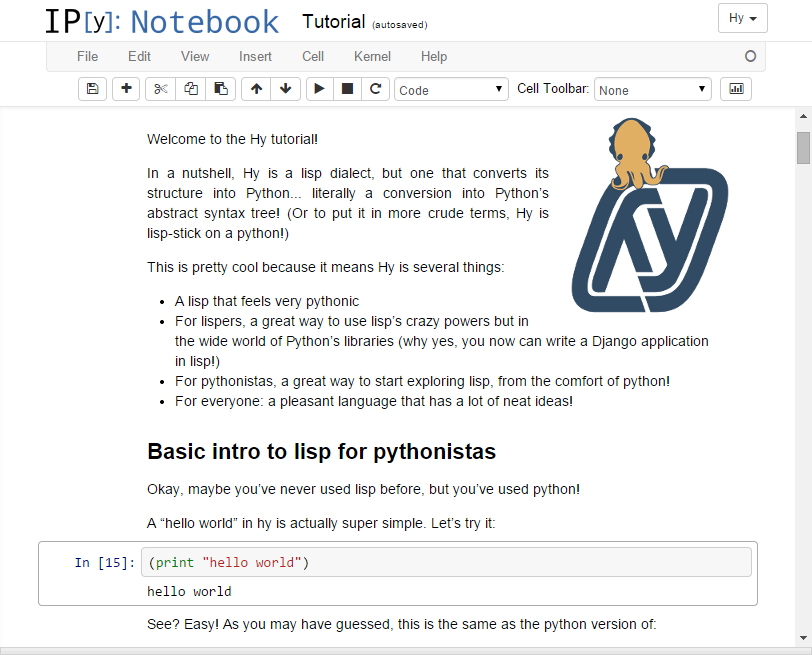 IP[y]: Notebook Tutorial (autosaved) Hy
File Edit View Insert Cell Kernel Help
Code Cell Toolbar: None
Welcome to the Hy tutorial!
In a nutshell, Hy is a lisp dialect, but one that converts its
structure into Python... literally a conversion into Python’s
abstract syntax tree! (Or to put it in more crude terms, Hy is
lisp-stick on a python!)
hy
This is pretty cool because it means Hy is several things:
• A lisp that feels very pythonic
• For lispers, a great way to use lisp’s crazy powers but in
the wide world of Python’s libraries (why yes, you now can write a Django application
in lisp!)
• For pythonistas, a great way to start exploring lisp, from the comfort of python!
• For everyone: a pleasant language that has a lot of neat ideas!
Basic intro to lisp for pythonistas
Okay, maybe you’ve never used lisp before, but you’ve used python!
A “hello world” in hy is actually super simple. Let’s try it:
In [15]: (print "hello world")
hello world
See? Easy! As you may have guessed, this is the same as the python version of: